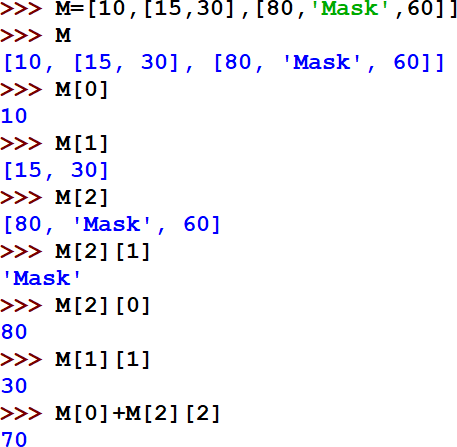 >>> M=[10,[15,30],[80,'Mask',60]]
>>> M
[10, [15, 30], [80, 'Mask', 60]]
>>> M[0]
10
>>> M[1]
[15, 30]
>>> M[2]
[80, 'Mask', 60]
>>> M[2][1]
'Mask'
>>> M[2][0]
80
>>> M[1][1]
30
>>> M[0]+M[2][2]
70